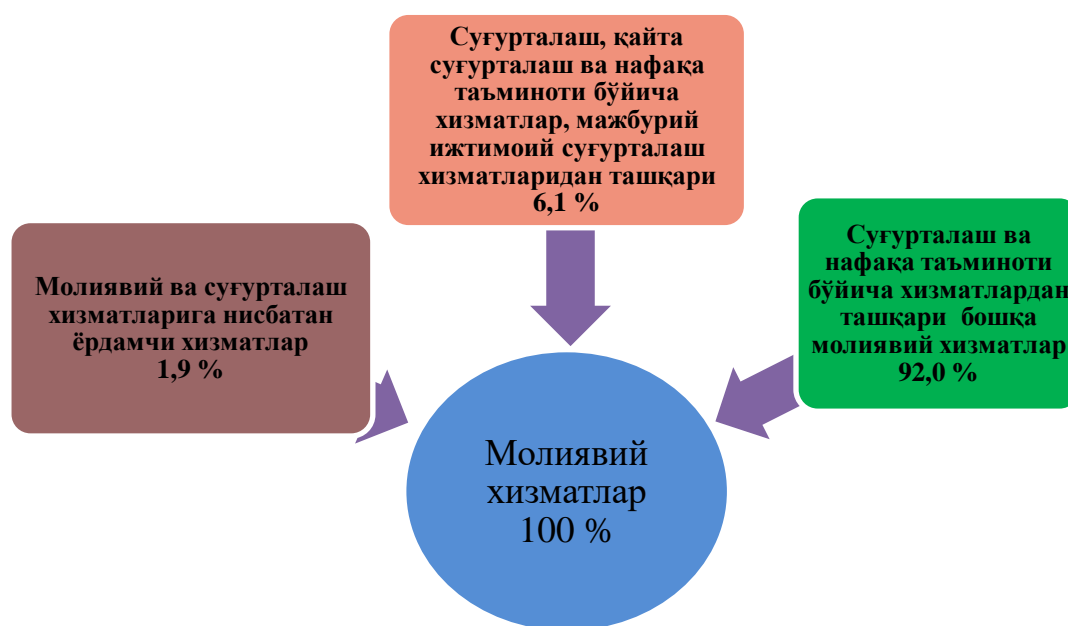 Суғурталаш, қайта
суғурталаш ва нафақа
таъминоти бўйича
хизматлар, мажбурий
ижтимоий суғурталаш
хизматларидан ташқари
6,1 %
Молиявий ва суғурталаш
хизматларига нисбатан
ёрдамчи хизматлар
1,9 %
Суғурталаш ва
нафақа таъминоти
бўйича хизматлардан
ташқари бошқа
молиявий хизматлар
92,0 %
Молиявий
хизматлар
100 %